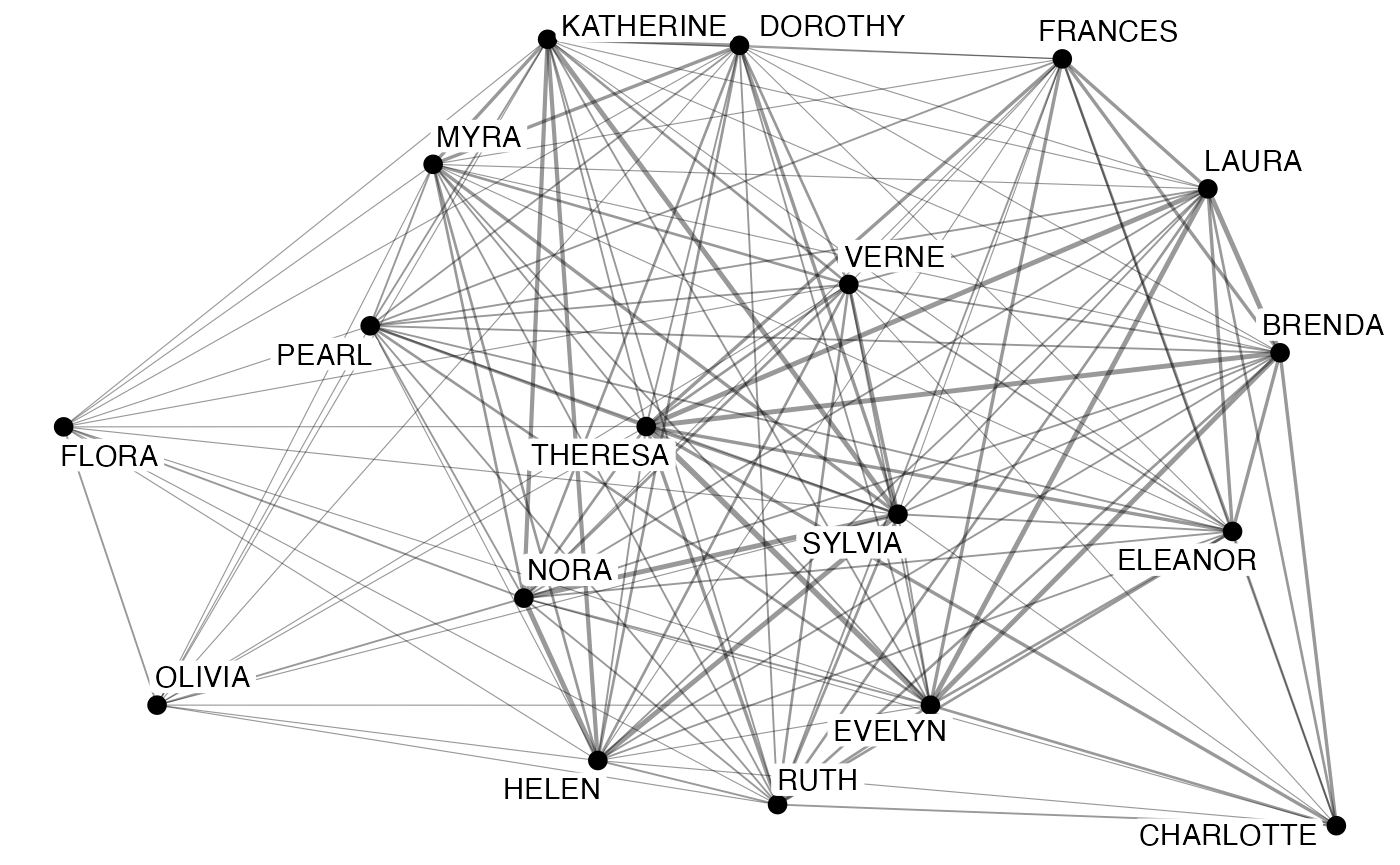 KATHERINE
DOROTHY
FRANCES
MYRA
LAURA
VERNE
BRENDA
PEARL
THERESA
FLORA
SYLVIA
ELEANOR
NORA
OLIVIA
EVELYN
RUTH
HELEN
CHARLOTTE